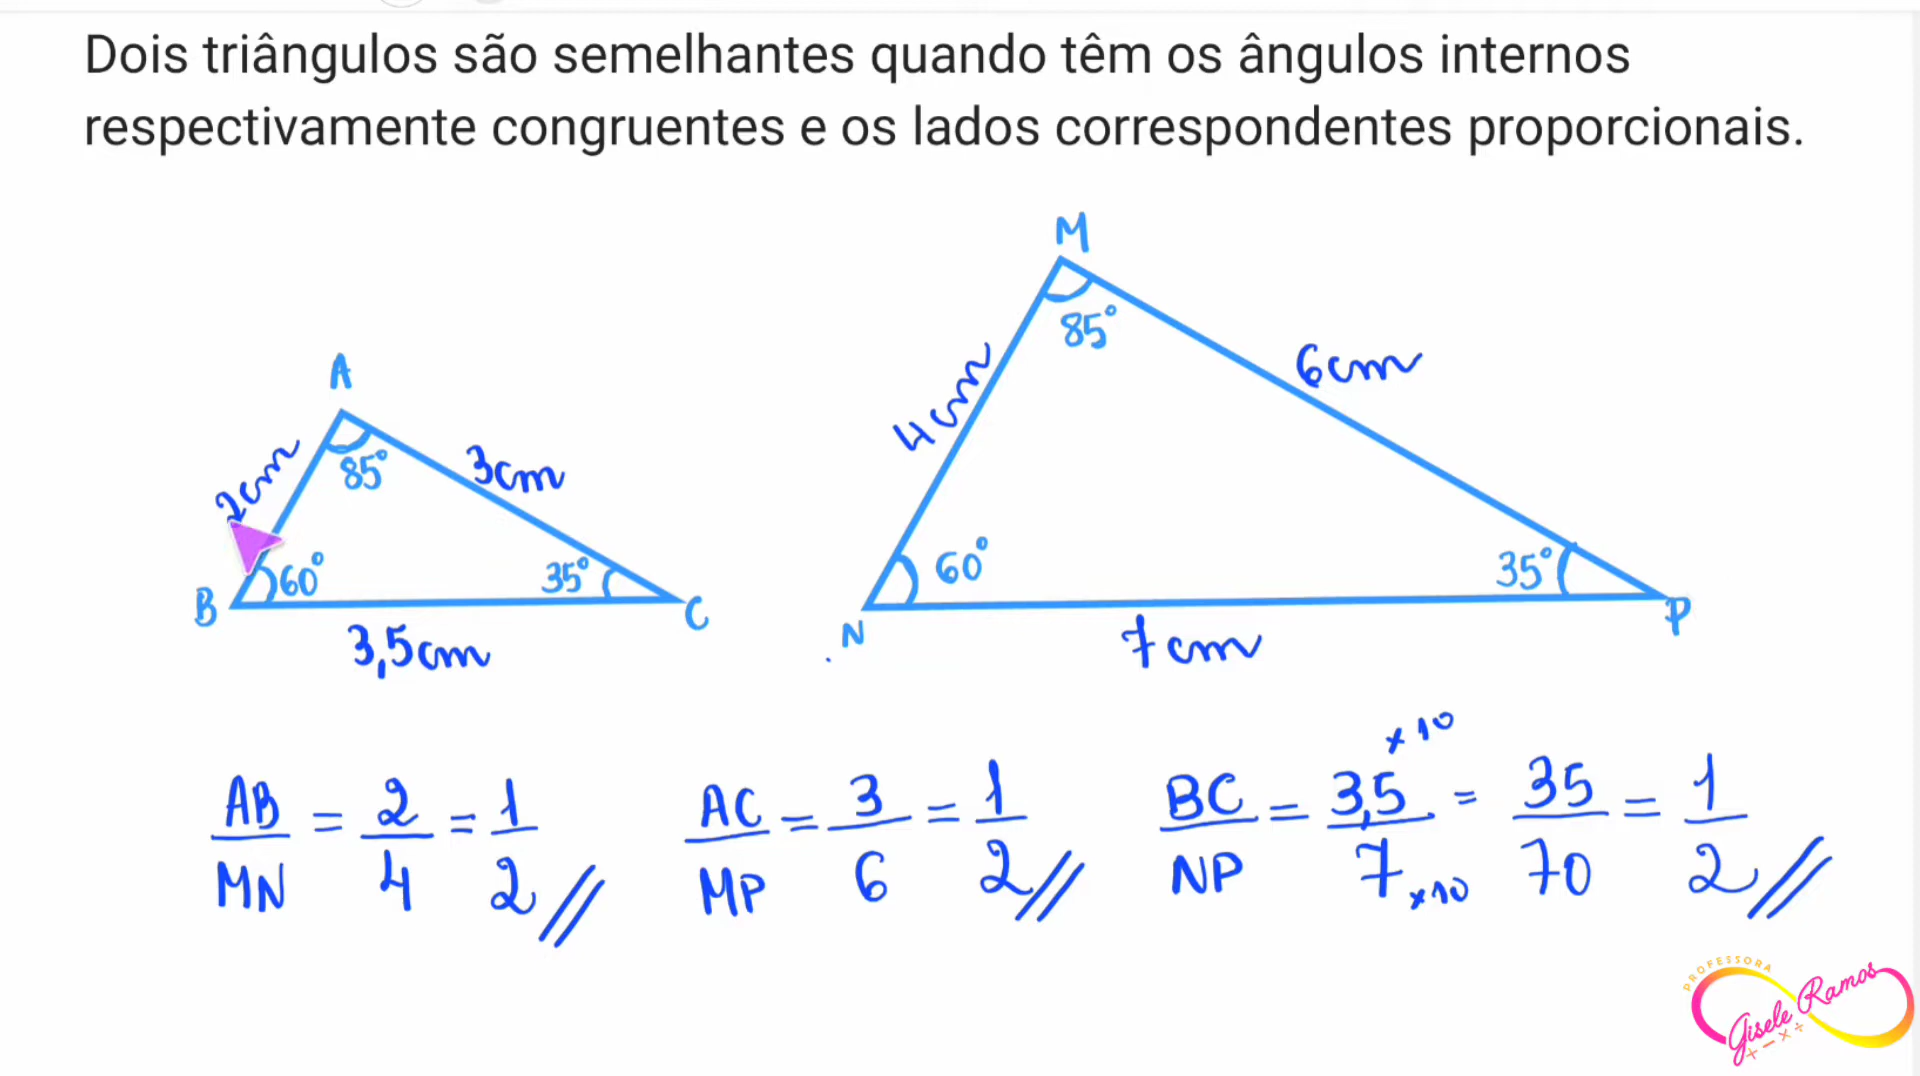 Dois triângulos são semelhantes quando têm os ângulos internos
respectivamente congruentes e os lados correspondentes proporcionais.
A
2cm
85°
3cm
B
60°
35°
C
3,5cm
M
85°
4cm
6cm
60°
35°
N
P
7cm
AB/MN = 2/4 = 1/2 //
AC/MP = 3/6 = 1/2 //
BC/NP = 3,5 x10/7 x10 = 35/70 = 1/2 //
PROFESSORA
Gisele Ramos
+ − × ÷